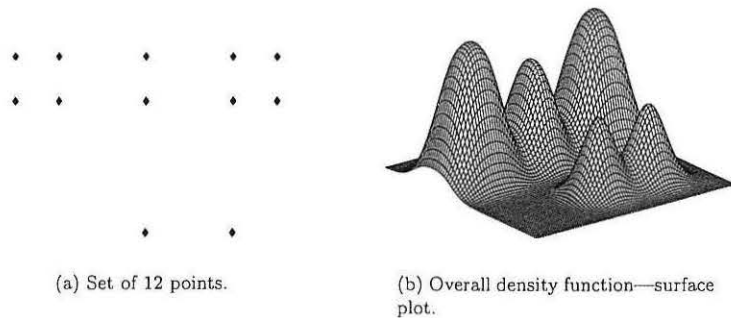 (a) Set of 12 points.
(b) Overall density function—surface
plot.